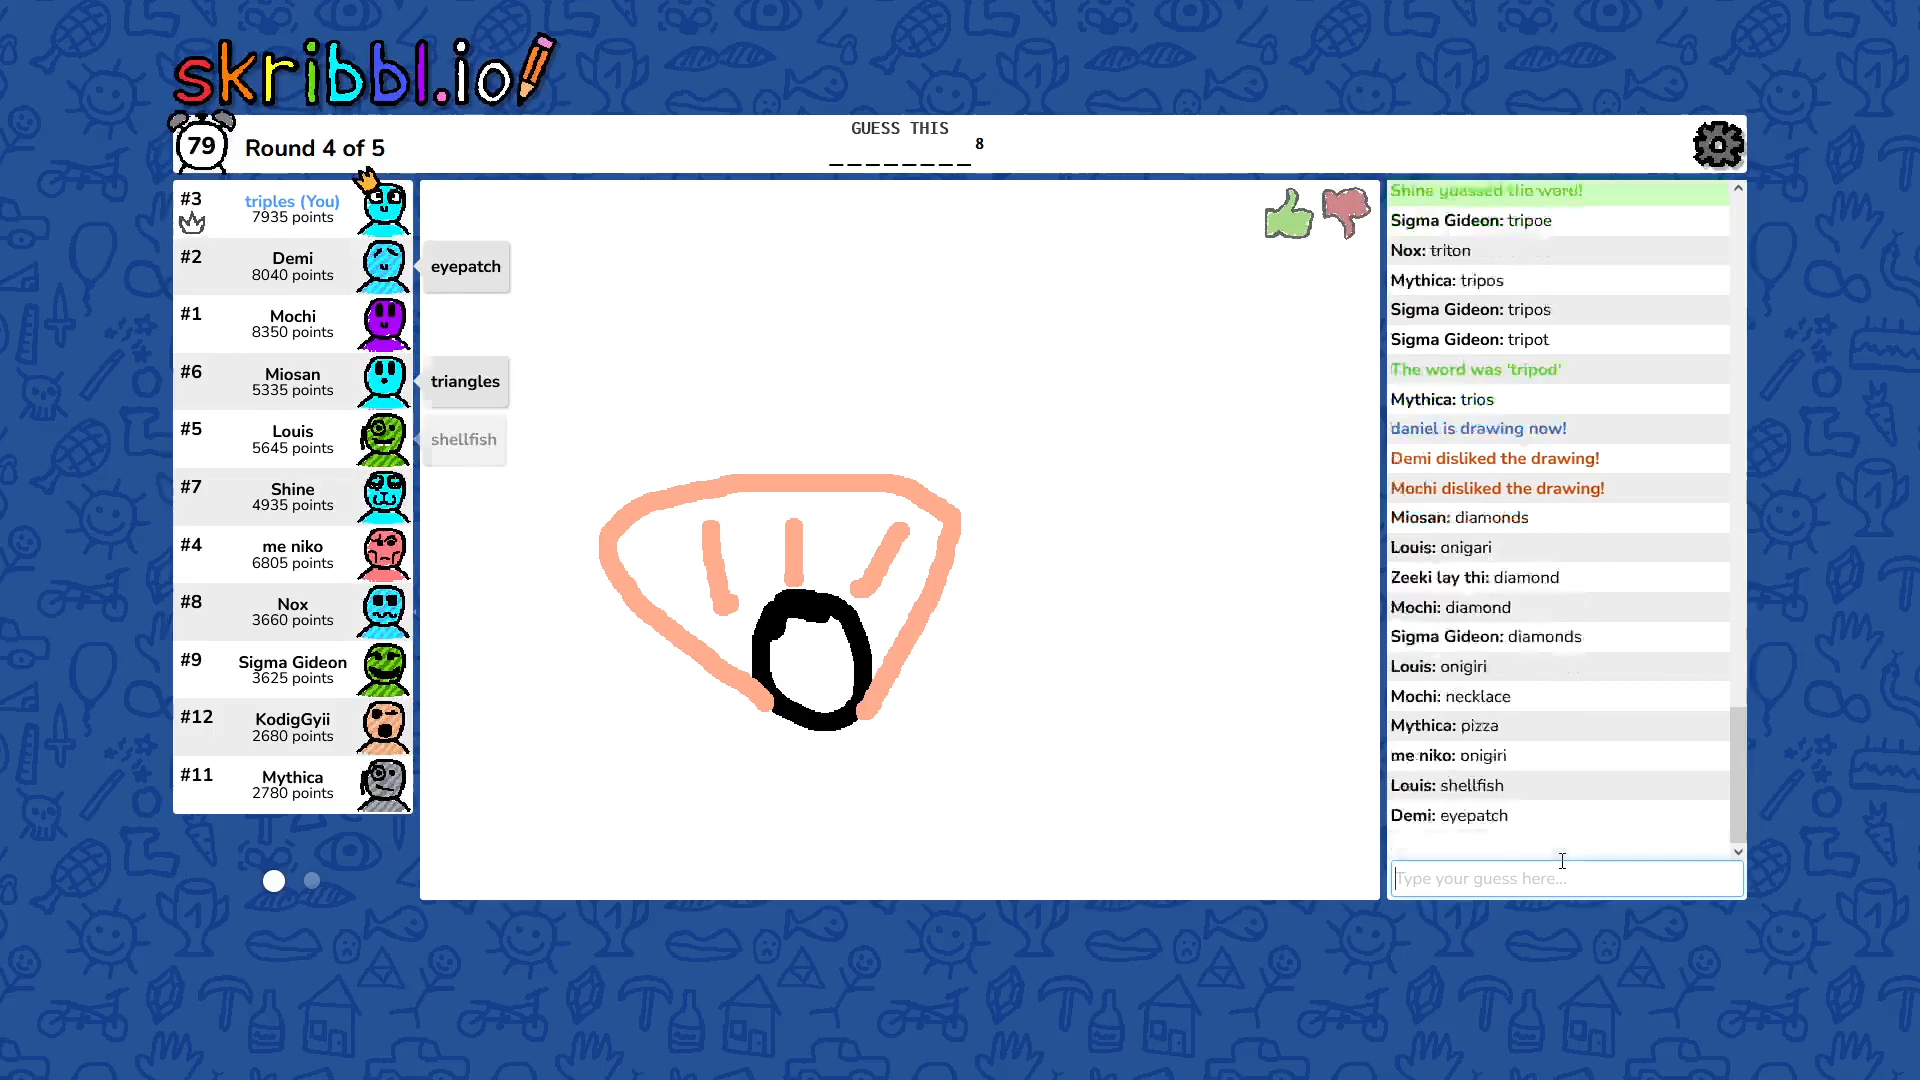 skribbl.io
79
Round 4 of 5
GUESS THIS
________ 8
#3
triples (You)
7935 points
#2
Demi
8040 points
eyepatch
#1
Mochi
8350 points
#6
Miosan
5335 points
triangles
#5
Louis
5645 points
shellfish
#7
Shine
4935 points
#4
me niko
6805 points
#8
Nox
3660 points
#9
Sigma Gideon
3625 points
#12
KodigGyii
2680 points
#11
Mythica
2780 points
Shine guessed the word!
Sigma Gideon: tripoe
Nox: triton
Mythica: tripos
Sigma Gideon: tripos
Sigma Gideon: tripot
The word was 'tripod'
Mythica: trios
daniel is drawing now!
Demi disliked the drawing!
Mochi disliked the drawing!
Miosan: diamonds
Louis: onigari
Zeeki lay thi: diamond
Mochi: diamond
Sigma Gideon: diamonds
Louis: onigiri
Mochi: necklace
Mythica: pizza
me niko: onigiri
Louis: shellfish
Demi: eyepatch
Type your guess here...